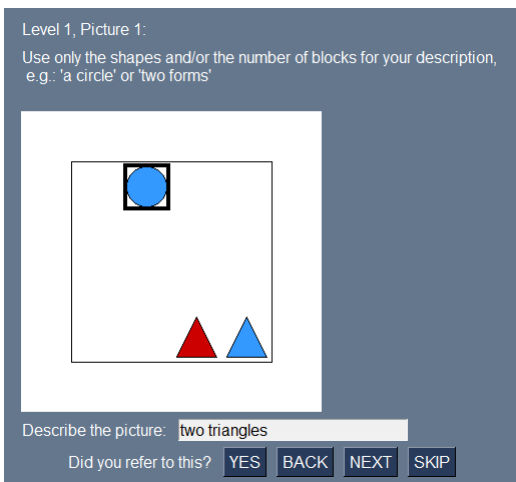 Level 1, Picture 1:
Use only the shapes and/or the number of blocks for your description,
e.g.: 'a circle' or 'two forms'
Describe the picture: two triangles
Did you refer to this? YES BACK NEXT SKIP